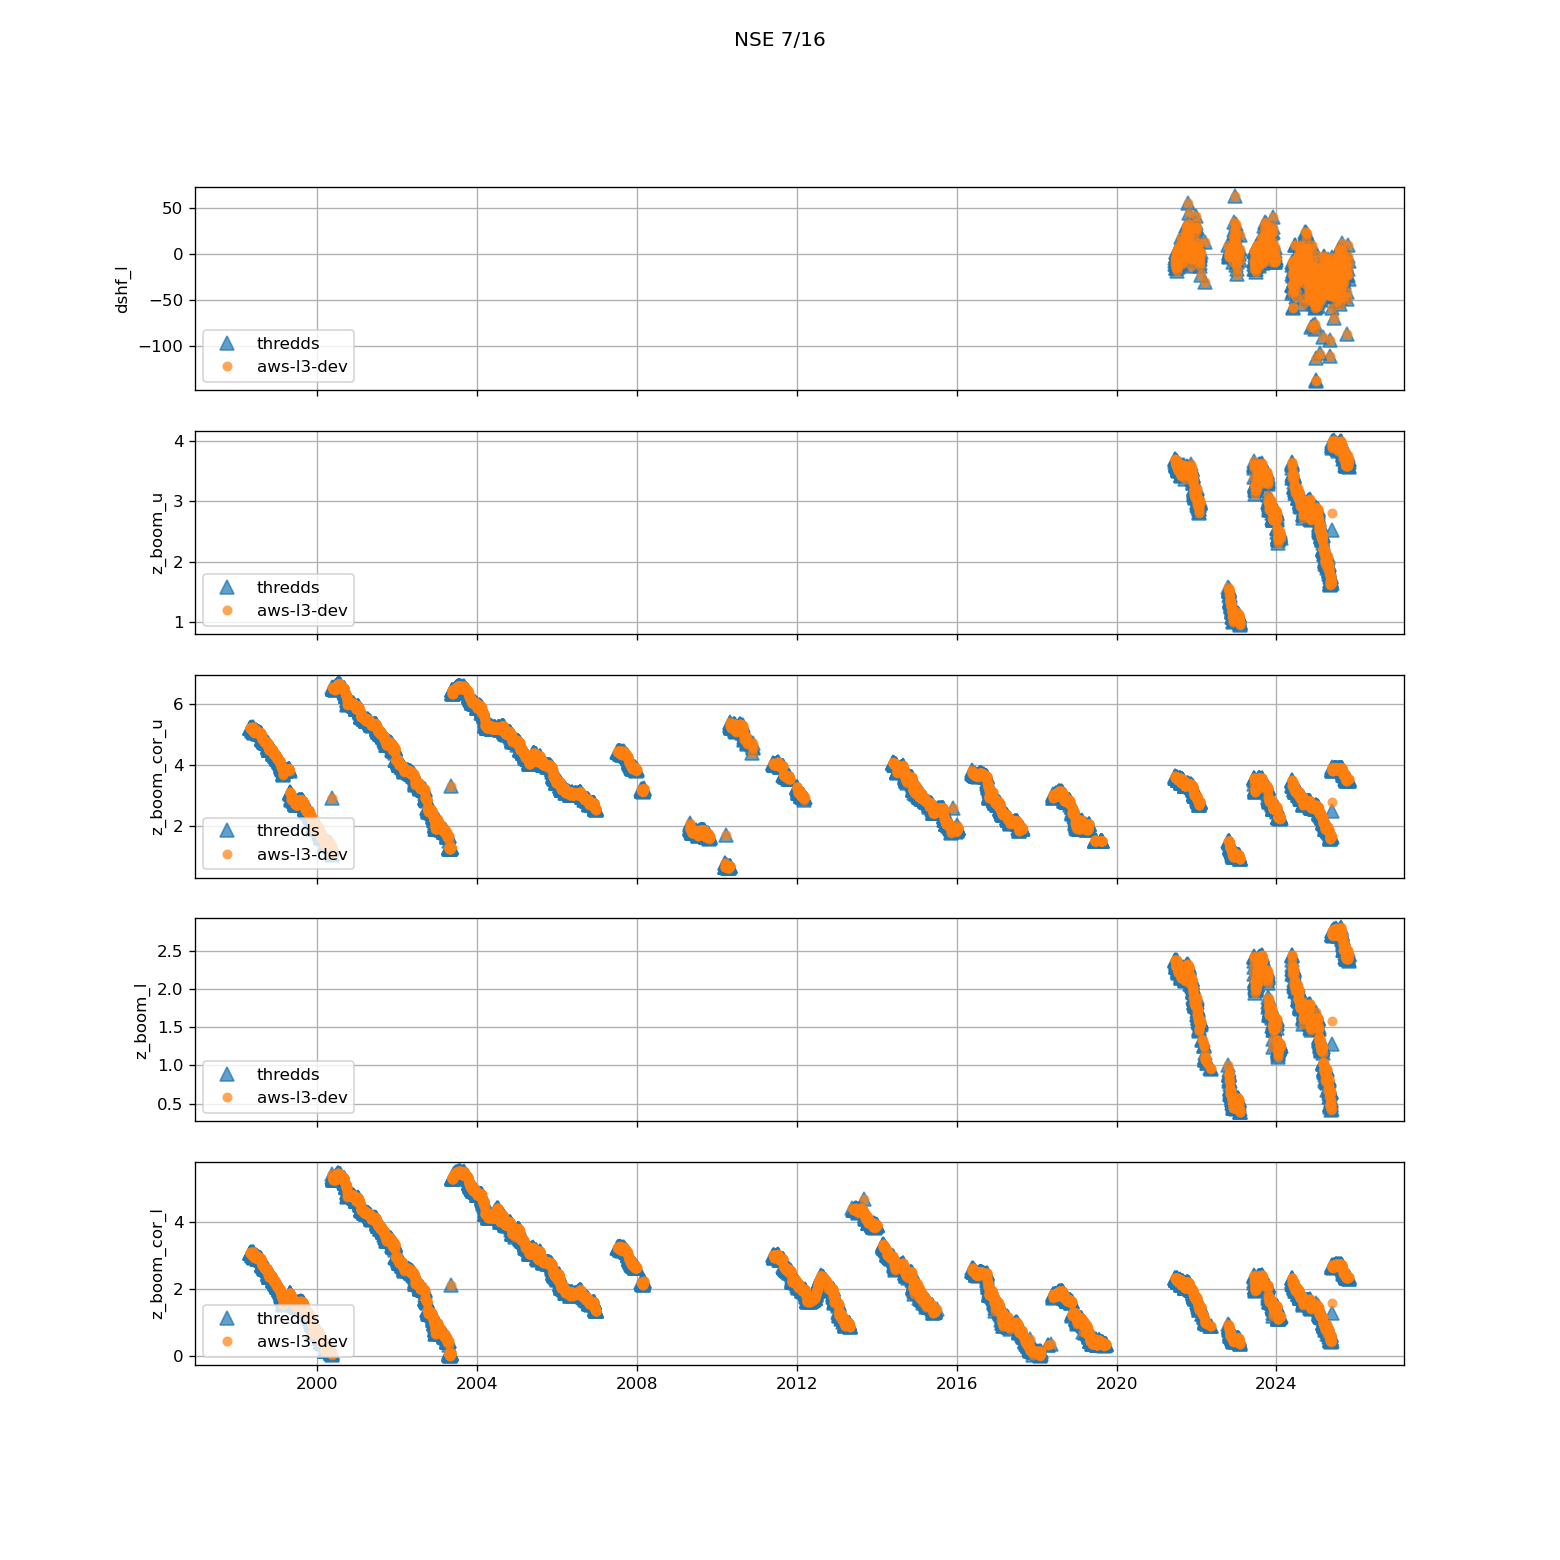 NSE 7/16
50
0
−50
−100
dshf_l
thredds
aws-l3-dev
4
3
2
1
z_boom_u
thredds
aws-l3-dev
6
4
2
z_boom_cor_u
thredds
aws-l3-dev
2.5
2.0
1.5
1.0
0.5
z_boom_l
thredds
aws-l3-dev
4
2
0
z_boom_cor_l
thredds
aws-l3-dev
2000 2004 2008 2012 2016 2020 2024